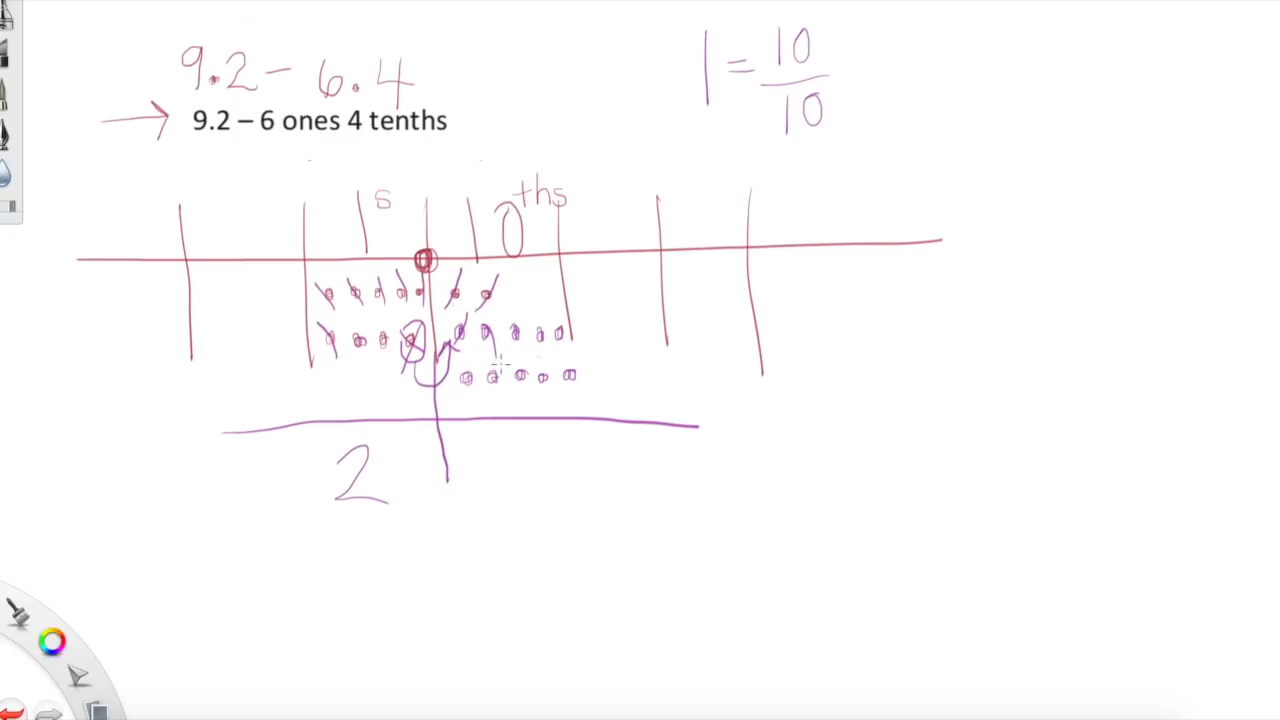 9.2 - 6.4
1 = 10/10
9.2 – 6 ones 4 tenths
1s 10ths
2